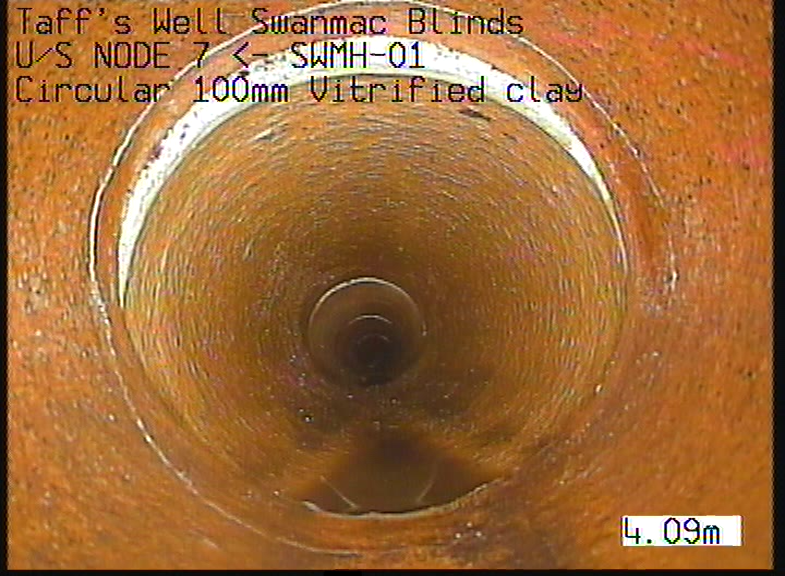 Taff's Well Swanmac Blinds
U/S NODE 7 <- SWMH-01
Circular 100mm Vitrified clay
4.09m